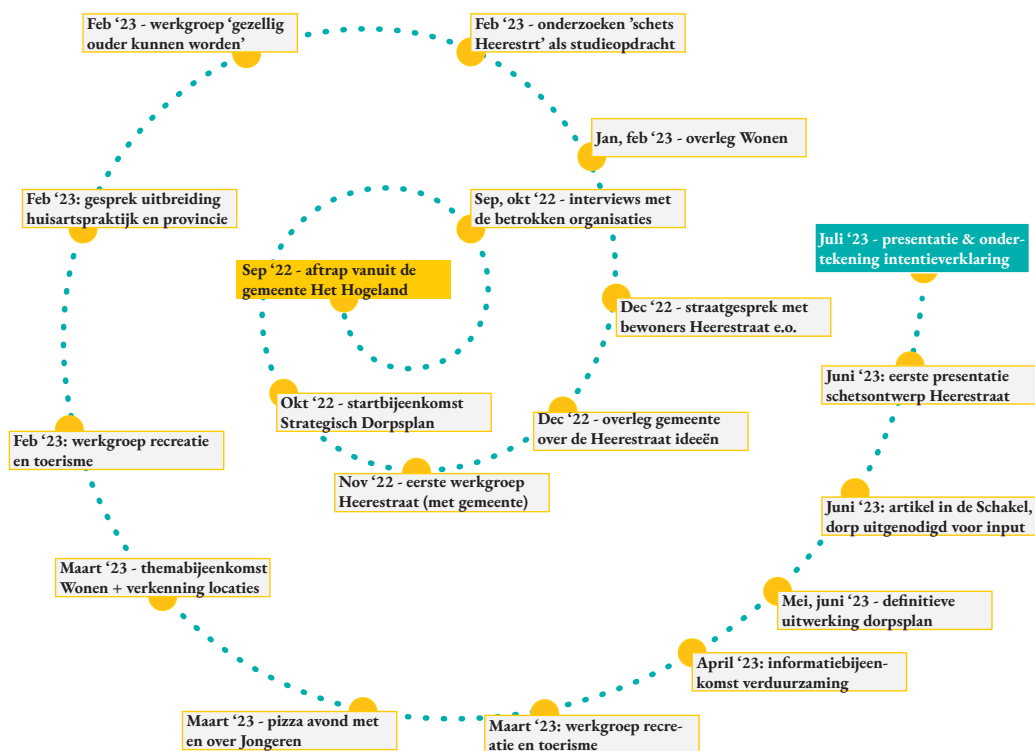 Feb ‘23 - werkgroep ‘gezellig
ouder kunnen worden’
Feb ‘23 - onderzoeken ’schets
Heerestrt’ als studieopdracht
Jan, feb ‘23 - overleg Wonen
Feb ‘23: gesprek uitbreiding
huisartspraktijk en provincie
Sep, okt ‘22 - interviews met
de betrokken organisaties
Juli ‘23 - presentatie & onder-
tekening intentieverklaring
Sep ‘22 - aftrap vanuit de
gemeente Het Hogeland
Dec ‘22 - straatgesprek met
bewoners Heerestraat e.o.
Juni ‘23: eerste presentatie
schetsontwerp Heerestraat
Okt ‘22 - startbijeenkomst
Strategisch Dorpsplan
Dec ‘22 - overleg gemeente
over de Heerestraat ideeën
Feb ‘23: werkgroep recreatie
en toerisme
Nov ‘22 - eerste werkgroep
Heerestraat (met gemeente)
Juni ‘23: artikel in de Schakel,
dorp uitgenodigd voor input
Maart ‘23 - themabijeenkomst
Wonen + verkenning locaties
Mei, juni ‘23 - definitieve
uitwerking dorpsplan
April ‘23: informatiebijeen-
komst verduurzaming
Maart ‘23 - pizza avond met
en over Jongeren
Maart ‘23: werkgroep recre-
atie en toerisme